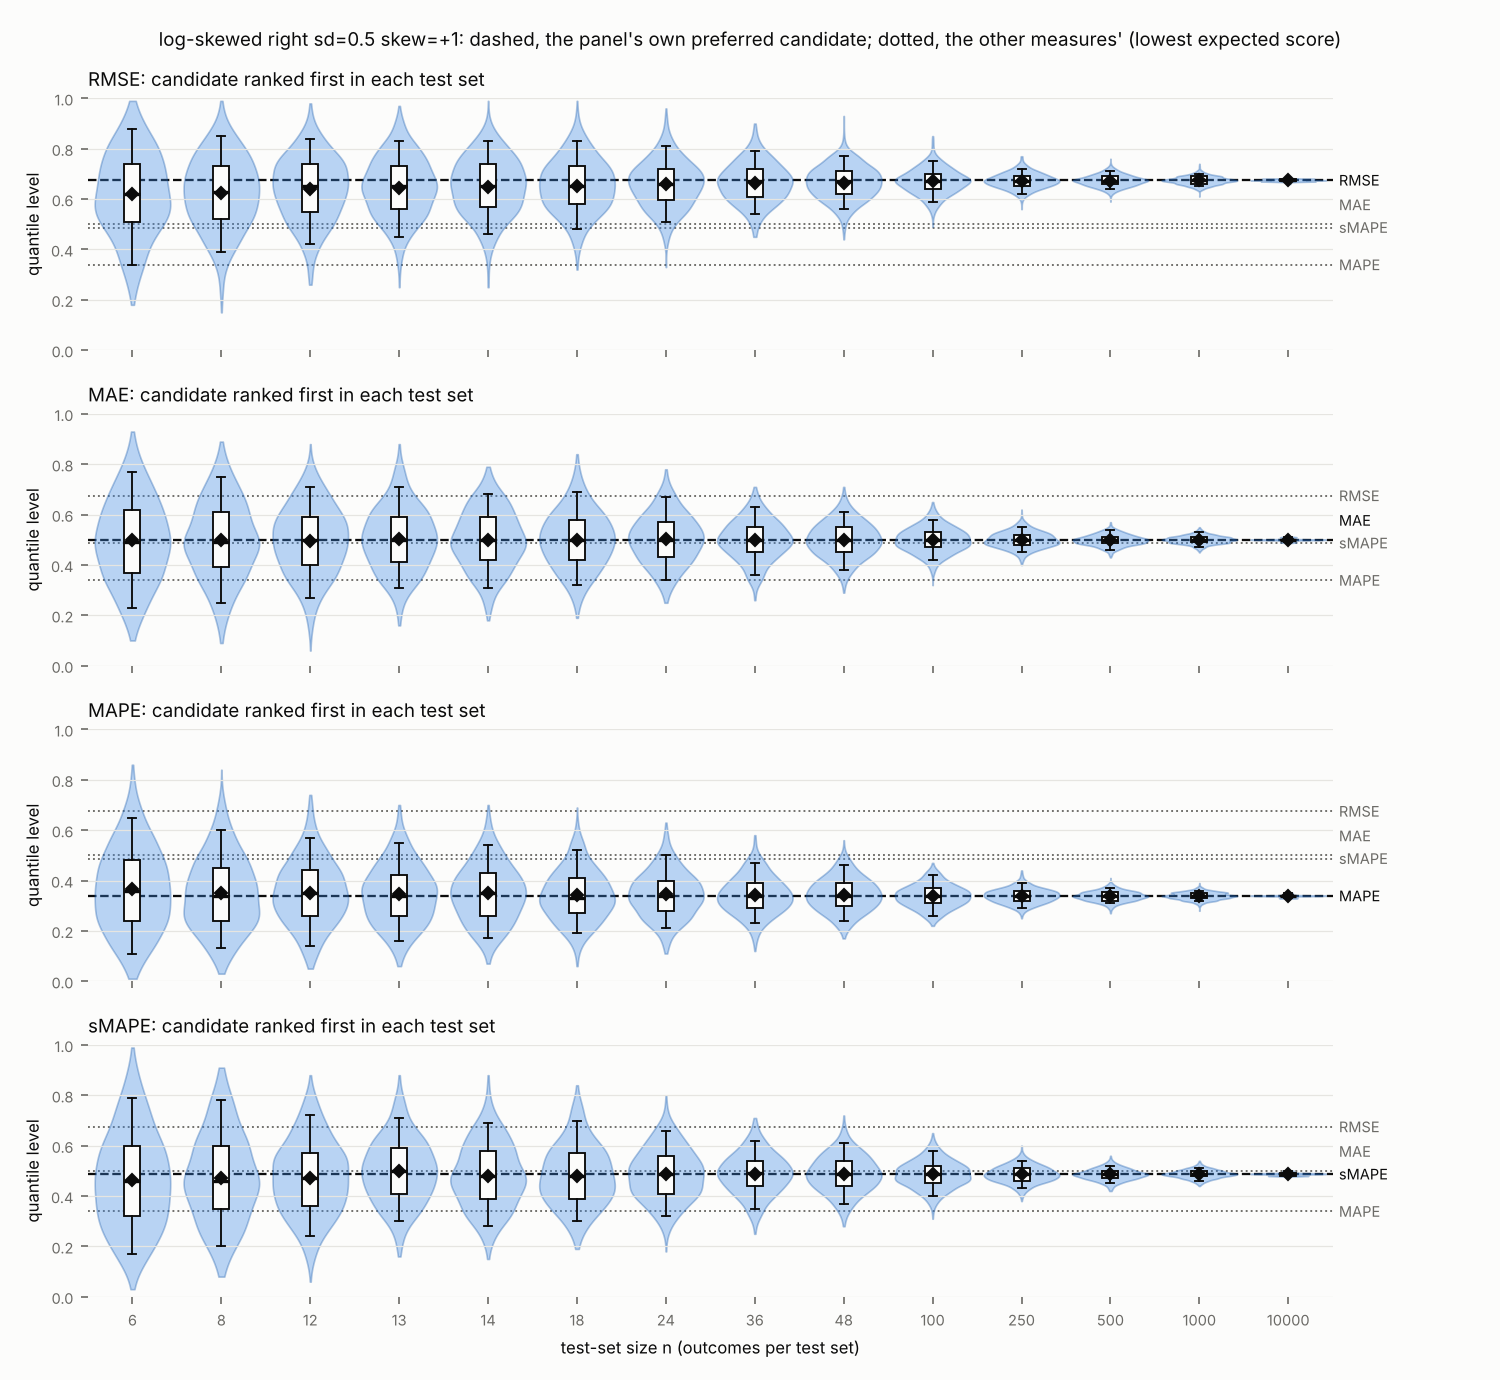 log-skewed right sd=0.5 skew=+1: dashed, the panel's own preferred candidate; dotted, the other measures' (lowest expected score)
RMSE: candidate ranked first in each test set
quantile level
1.0
0.8
0.6
0.4
0.2
0.0
RMSE
MAE
sMAPE
MAPE
MAE: candidate ranked first in each test set
quantile level
1.0
0.8
0.6
0.4
0.2
0.0
RMSE
MAE
sMAPE
MAPE
MAPE: candidate ranked first in each test set
quantile level
1.0
0.8
0.6
0.4
0.2
0.0
RMSE
MAE
sMAPE
MAPE
sMAPE: candidate ranked first in each test set
quantile level
1.0
0.8
0.6
0.4
0.2
0.0
RMSE
MAE
sMAPE
MAPE
6 8 12 13 14 18 24 36 48 100 250 500 1000 10000
test-set size n (outcomes per test set)